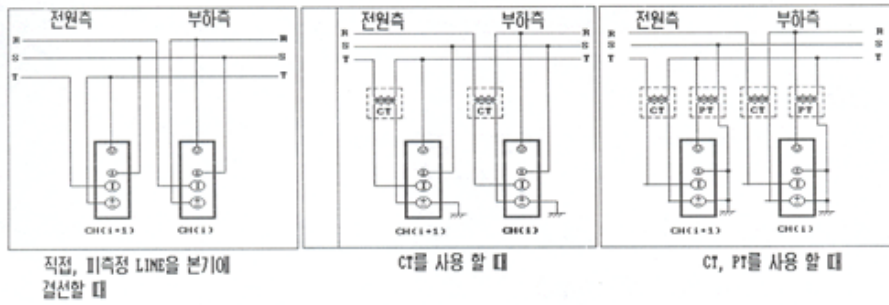 전원측 부하측
R R
S S
T T
CH(i+1) CH(i)
직접, 피측정 LINE을 본기에
결선할 때
전원측 부하측
R R
S S
T T
CT CT
CH(i+1) CH(i)
CT를 사용 할 때
전원측 부하측
R R
S S
T T
CT PT CT PT
CH(i+1) CH(i)
CT, PT를 사용 할 때